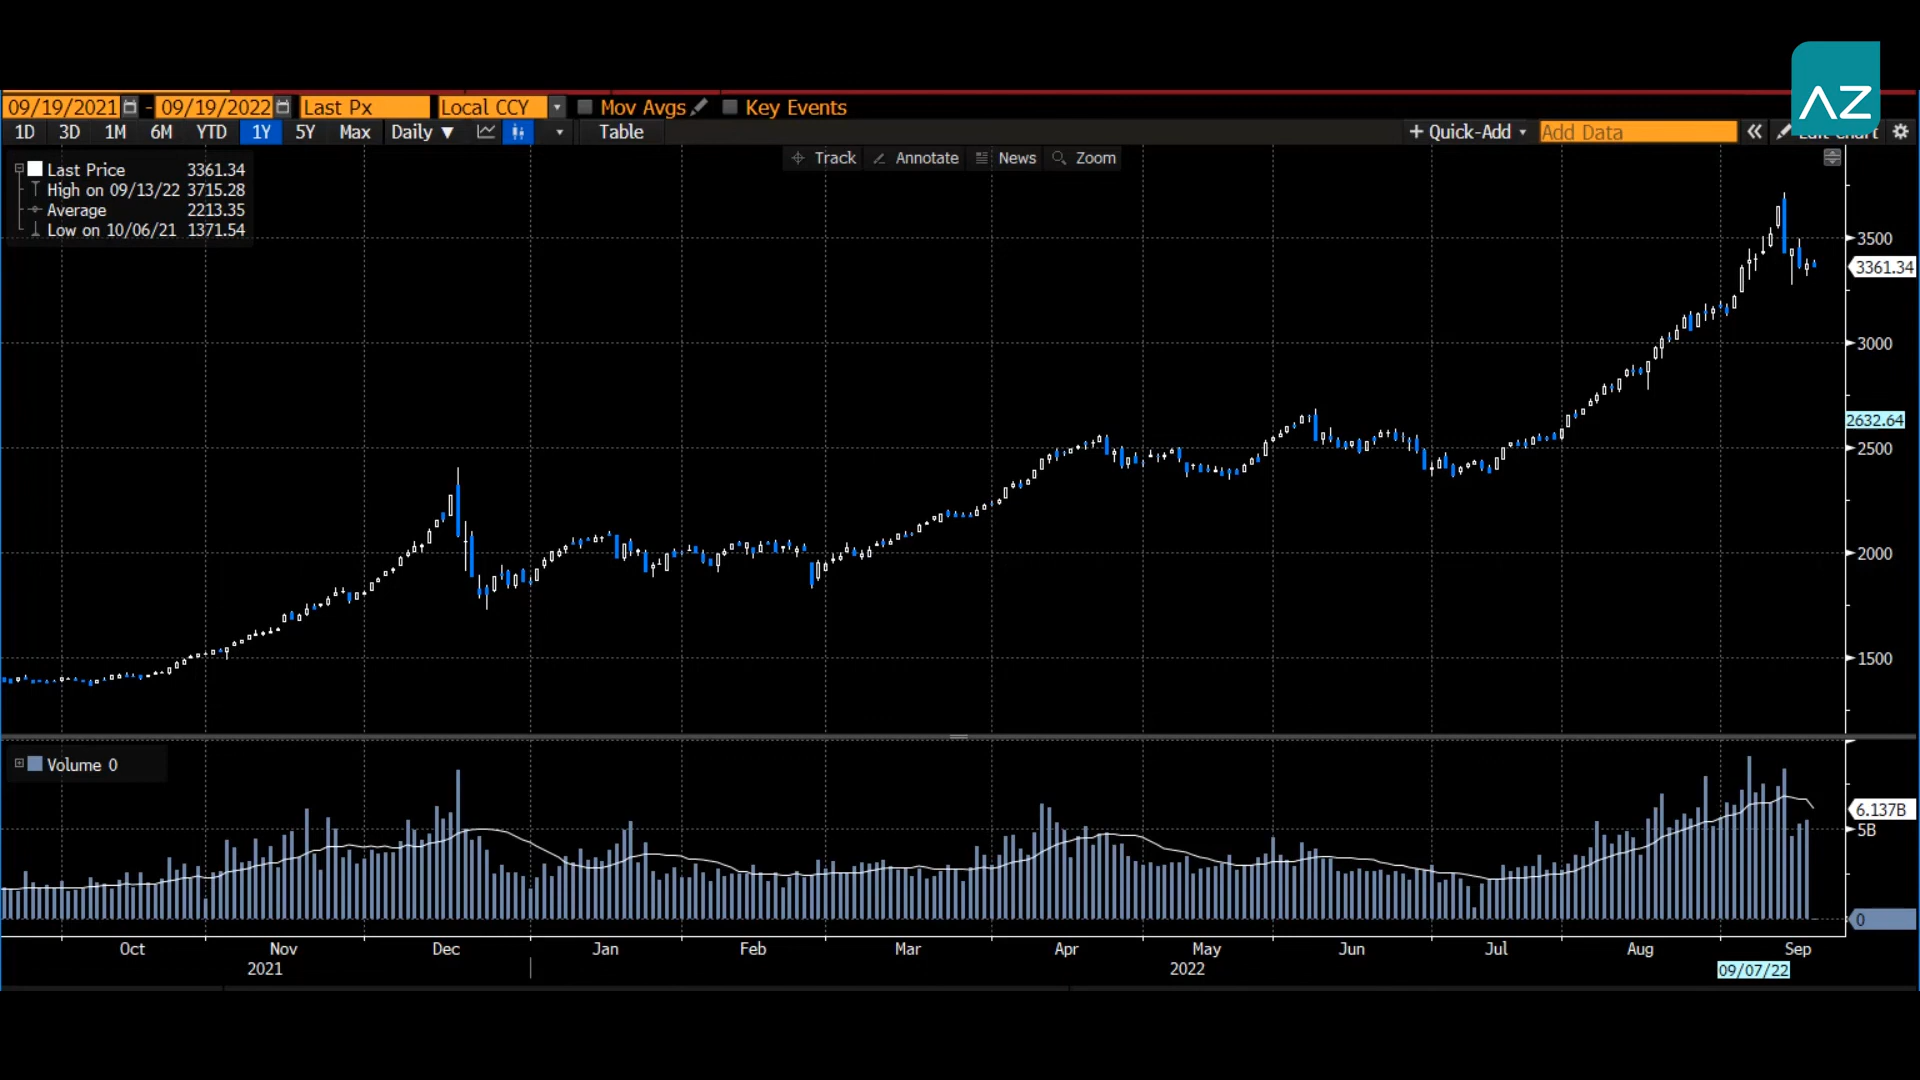 AZ
09/19/2021 - 09/19/2022 Last Px Local CCY Mov Avgs Key Events
1D 3D 1M 6M YTD 1Y 5Y Max Daily ▼ Table + Quick-Add Add Data « Edit Chart
Track Annotate News Zoom
Last Price 3361.34
High on 09/13/22 3715.28
Average 2213.35
Low on 10/06/21 1371.54
3500
3361.34
3000
2632.64
2500
2000
1500
Volume 0
6.137B
5B
0
Oct Nov Dec Jan Feb Mar Apr May Jun Jul Aug Sep
2021 2022 09/07/22